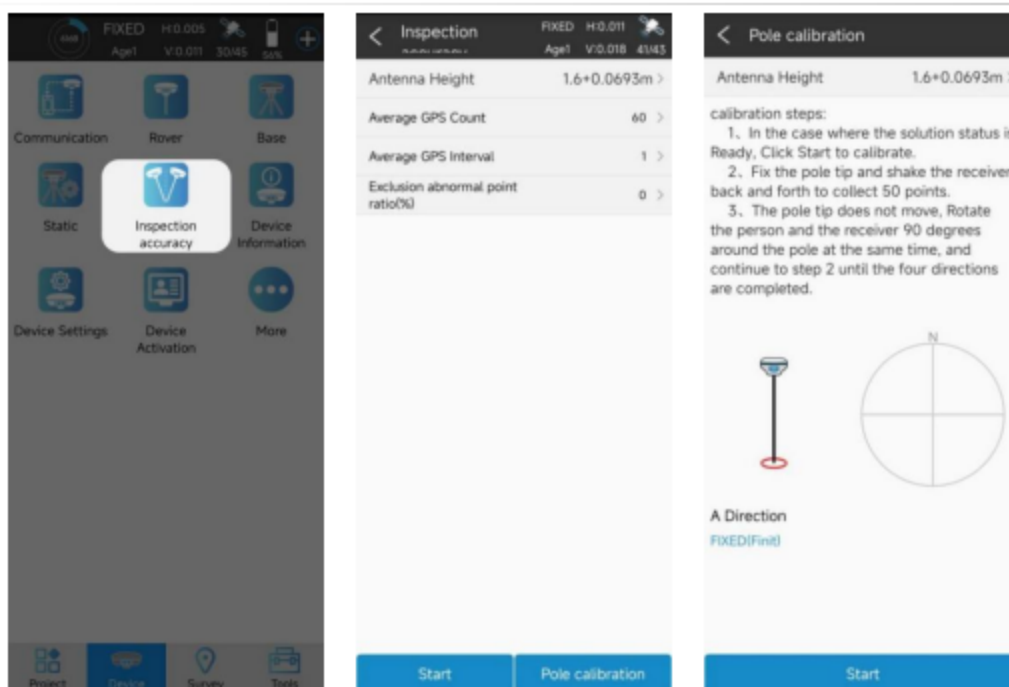 FIXED H:0.005
Age1 V:0.011 30/45 56%
Communication Rover Base
Static Inspection accuracy Device Information
Device Settings Device Activation More
Project Device Survey Tools
Inspection
FIXED H:0.011
Age1 V:0.018 41/43
Antenna Height 1.6+0.0693m >
Average GPS Count 60 >
Average GPS Interval 1 >
Exclusion abnormal point
ratio(%) 0 >
Start Pole calibration
Pole calibration
Antenna Height 1.6+0.0693m
calibration steps:
1、In the case where the solution status is
Ready, Click Start to calibrate.
2、Fix the pole tip and shake the receiver
back and forth to collect 50 points.
3、The pole tip does not move, Rotate
the person and the receiver 90 degrees
around the pole at the same time, and
continue to step 2 until the four directions
are completed.
N
A Direction
FIXED(Finit)
Start